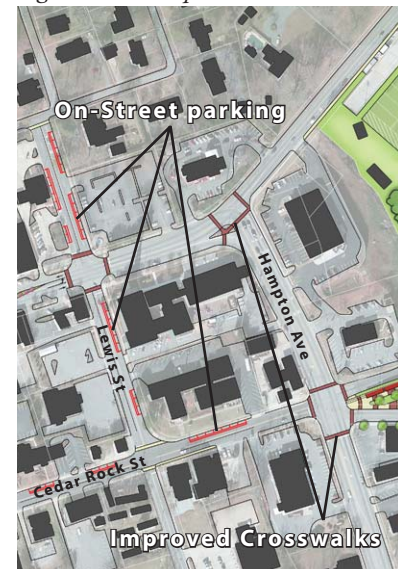 On-Street parking
Hampton Ave
Lewis St
Cedar Rock St
Improved Crosswalks